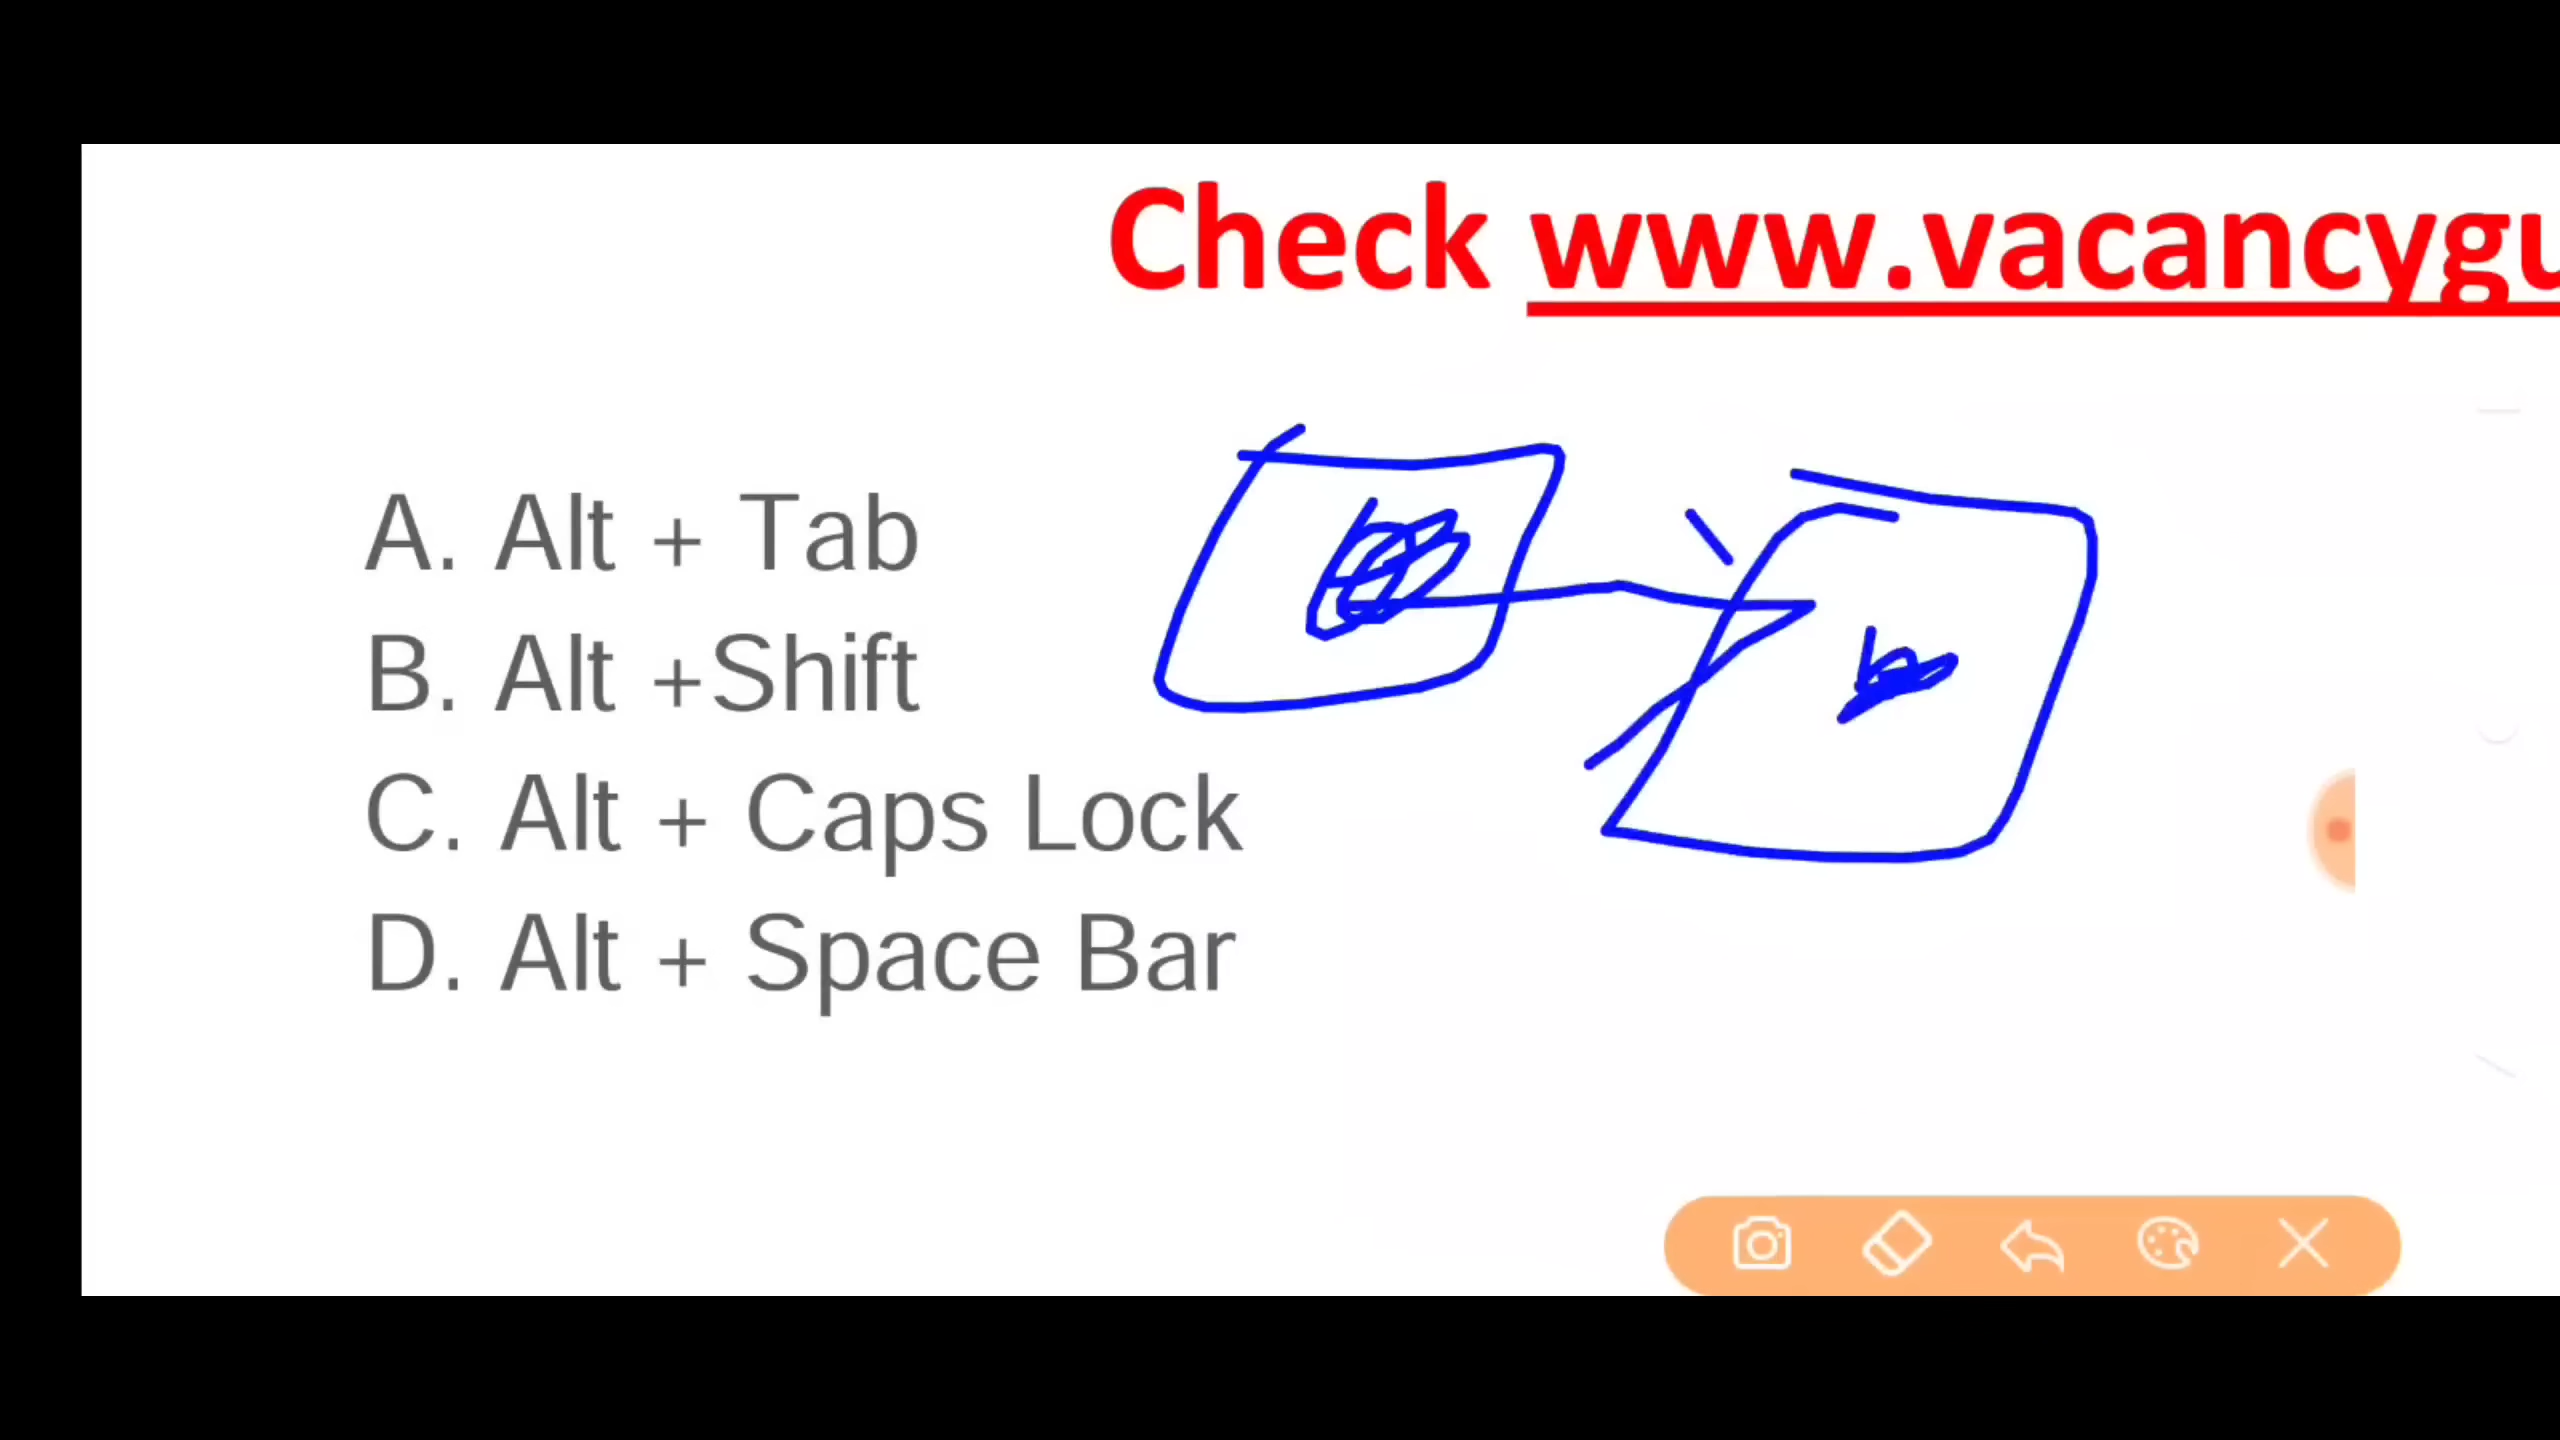 Check www.vacancygu
A. Alt + Tab
B. Alt +Shift
C. Alt + Caps Lock
D. Alt + Space Bar